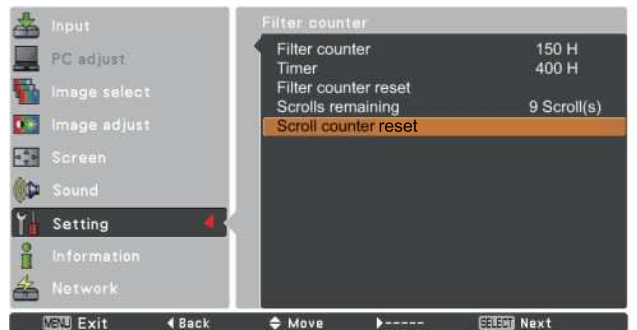 Input
PC adjust
Image select
Image adjust
Screen
Sound
Setting
Information
Network
Filter counter
Filter counter 150 H
Timer 400 H
Filter counter reset
Scrolls remaining 9 Scroll(s)
Scroll counter reset
MENU Exit Back Move ----- SELECT Next